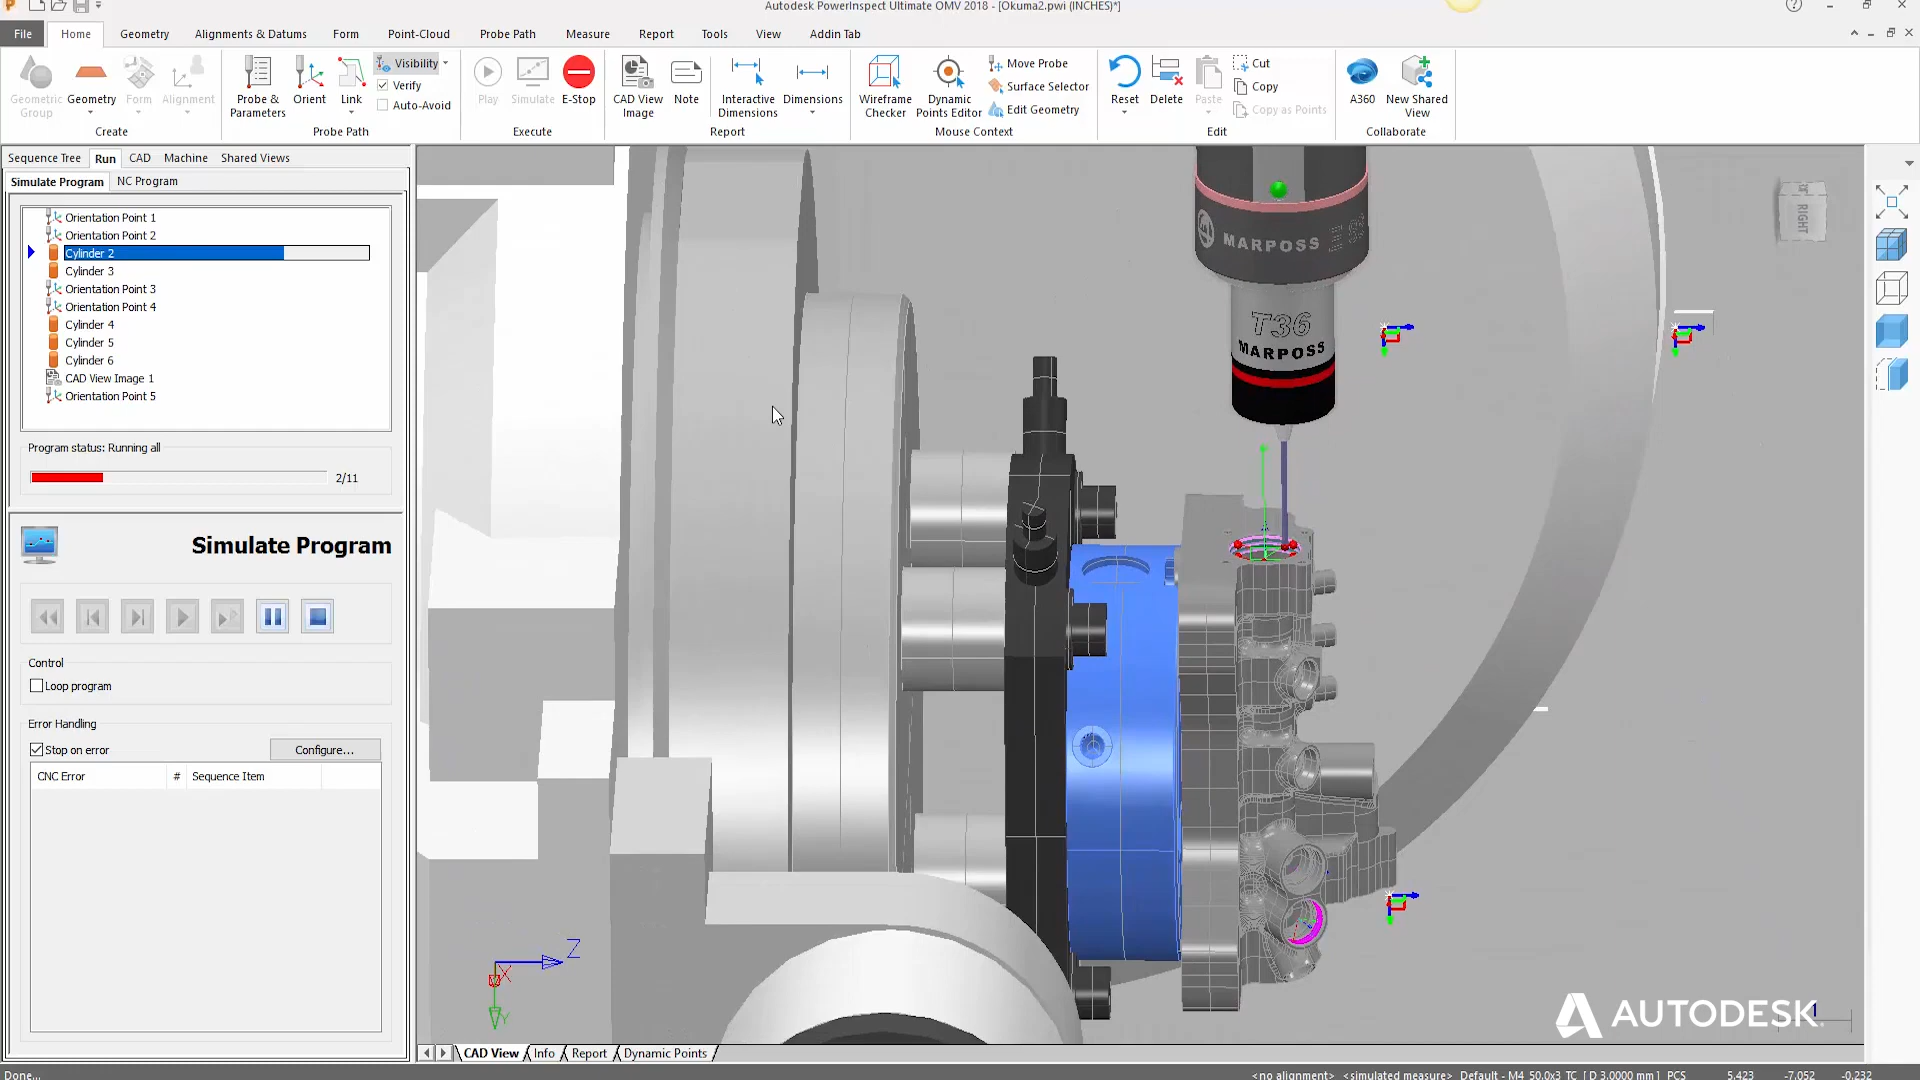 Autodesk PowerInspect Ultimate OMV 2018 - [Okuma2.pwi (INCHES)*]
File Home Geometry Alignments & Datums Form Point-Cloud Probe Path Measure Report Tools View Addin Tab
Geometric Group
Geometry
Form
Alignment
Create
Probe & Parameters
Orient
Link
Visibility
Verify
Auto-Avoid
Probe Path
Play
Simulate
E-Stop
Execute
CAD View Image
Note
Interactive Dimensions
Dimensions
Report
Wireframe Checker
Dynamic Points Editor
Move Probe
Surface Selector
Edit Geometry
Mouse Context
Reset
Delete
Paste
Cut
Copy
Copy as Points
Edit
A360
New Shared View
Collaborate
Sequence Tree Run CAD Machine Shared Views
Simulate Program NC Program
Orientation Point 1
Orientation Point 2
Cylinder 2
Cylinder 3
Orientation Point 3
Orientation Point 4
Cylinder 4
Cylinder 5
Cylinder 6
CAD View Image 1
Orientation Point 5
Program status: Running all
2/11
Simulate Program
Control
Loop program
Error Handling
Stop on error
Configure...
CNC Error # Sequence Item
MARPOSS
T36
MARPOSS
RIGHT
Z
X
Y
AUTODESK
CAD View Info Report Dynamic Points
Done... <no alignment> <simulated measure> Default - M4_50.0x3_TC [ D 3.0000 mm ] PCS 5.423 -7.052 -0.232